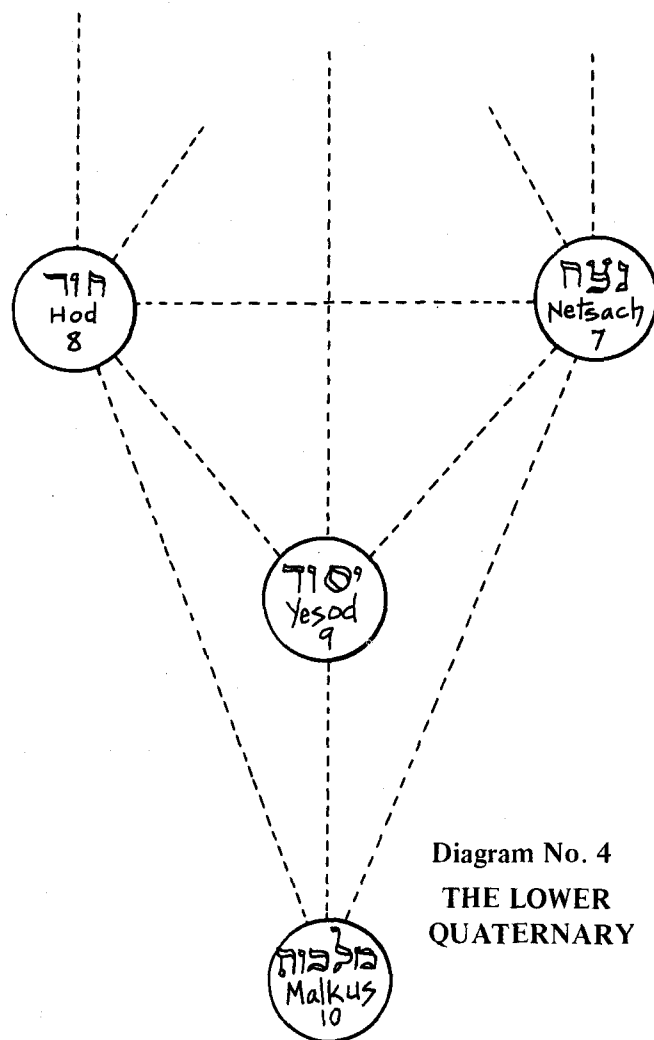 הוד
Hod
8
נצח
Netsach
7
יסוד
Yesod
9
Diagram No. 4
THE LOWER
QUATERNARY
מלכות
Malkus
10